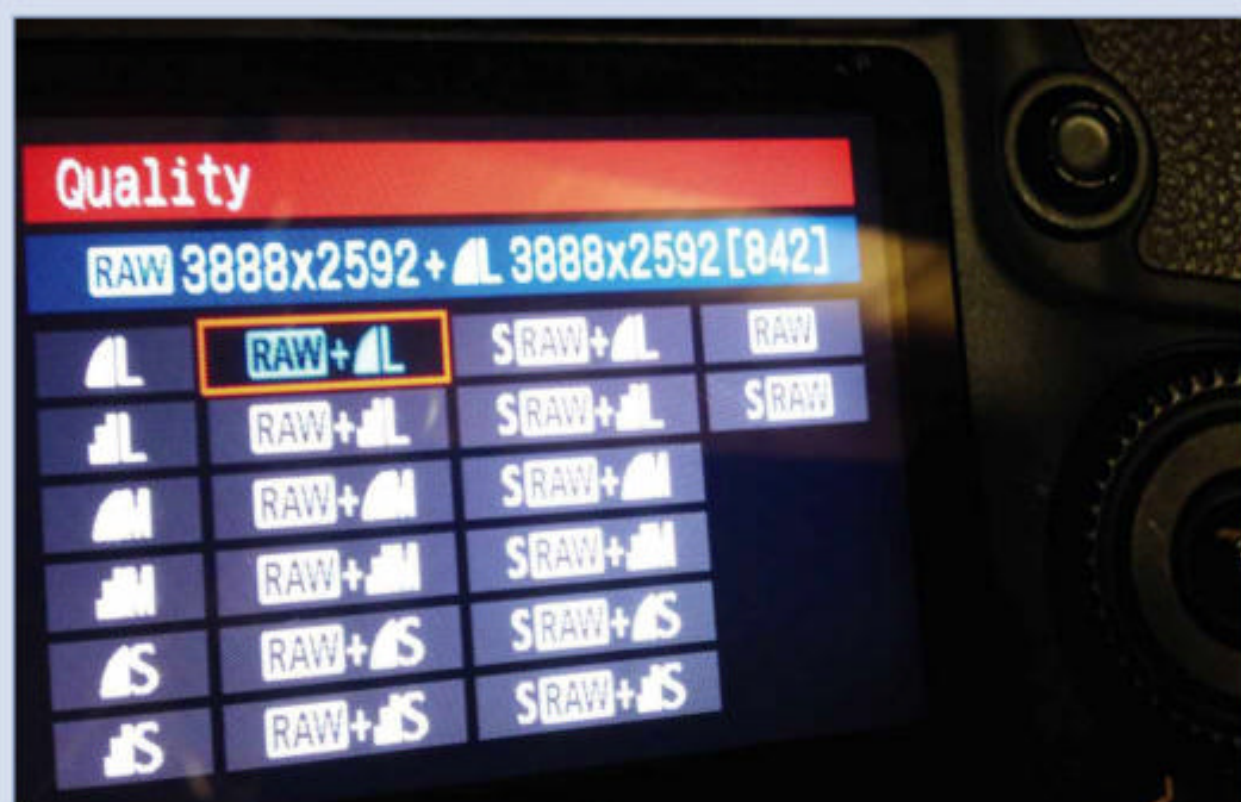 Quality
RAW 3888x2592+ L 3888x2592[842]
L RAW+ L SRAW+ L RAW
L RAW+ L SRAW+ L SRAW
M RAW+ M SRAW+ M
M RAW+ M SRAW+ M
S RAW+ S SRAW+ S
S RAW+ S SRAW+ S